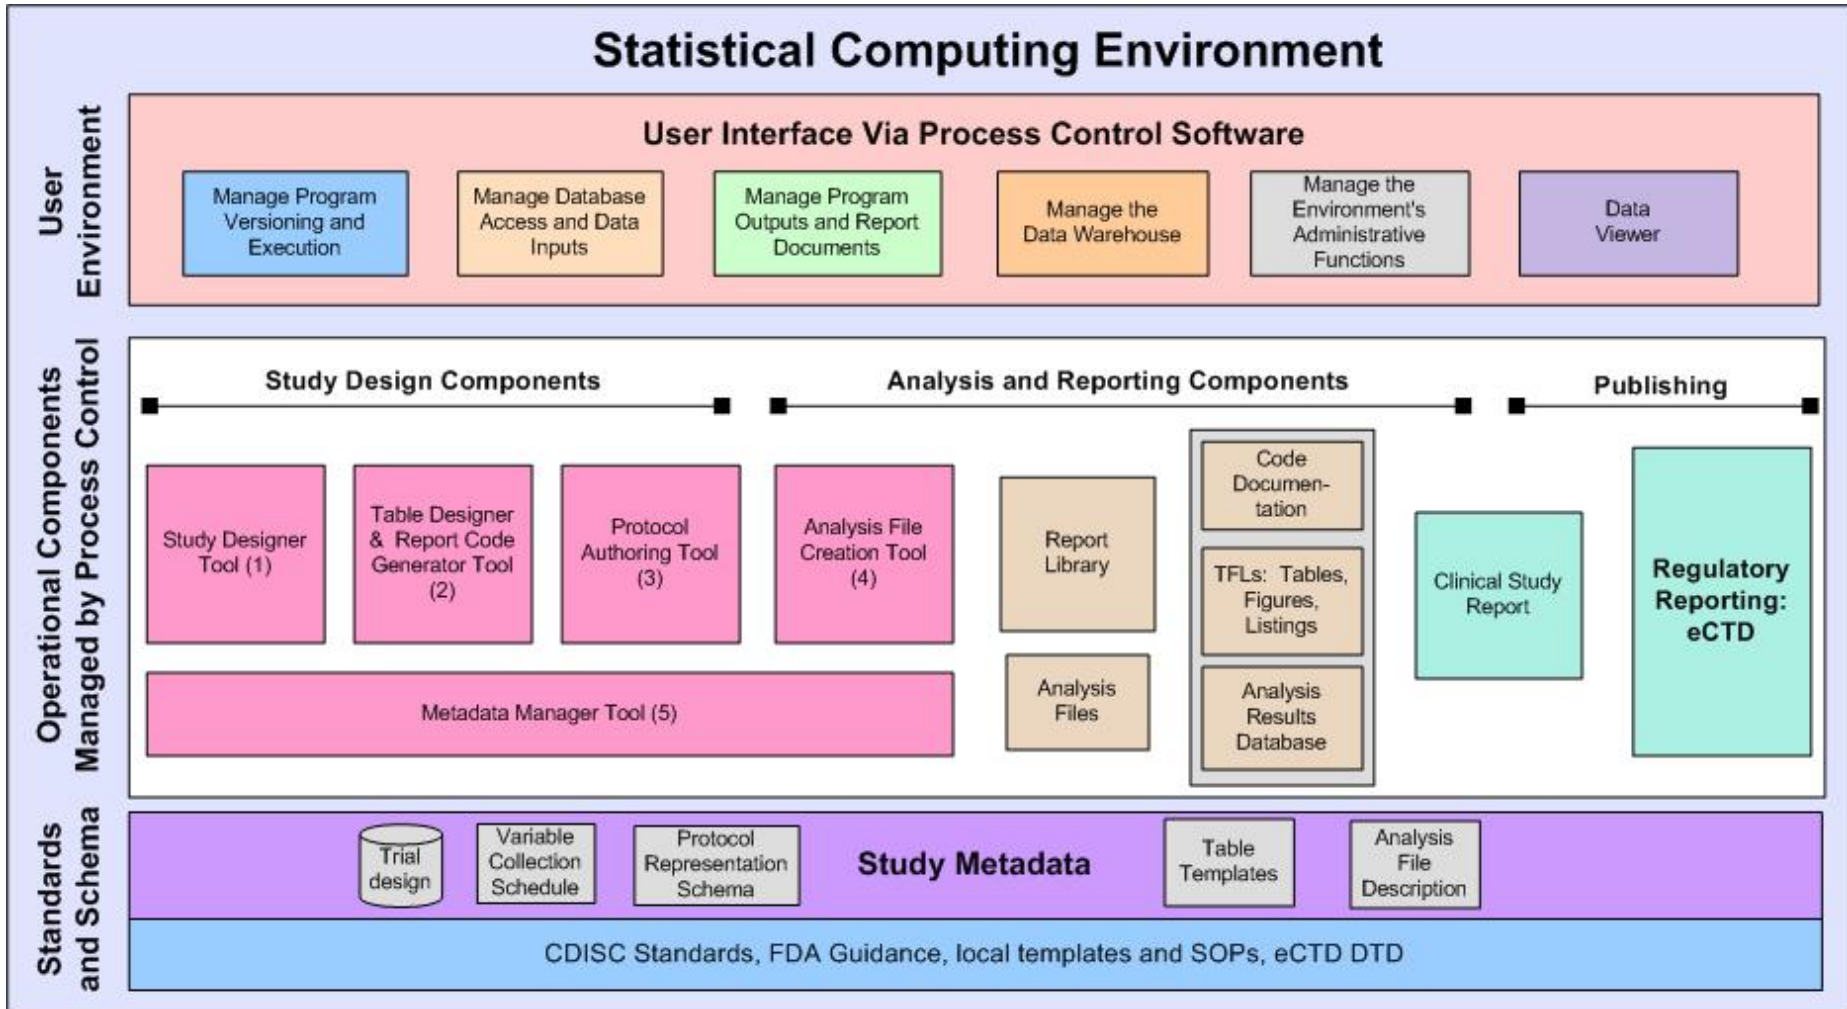 Statistical Computing Environment
User
Environment
User Interface Via Process Control Software
Manage Program
Versioning and
Execution
Manage Database
Access and Data
Inputs
Manage Program
Outputs and Report
Documents
Manage the
Data Warehouse
Manage the
Environment's
Administrative
Functions
Data
Viewer
Operational Components
Managed by Process Control
Study Design Components
Analysis and Reporting Components
Publishing
Study Designer
Tool (1)
Table Designer
& Report Code
Generator Tool
(2)
Protocol
Authoring Tool
(3)
Analysis File
Creation Tool
(4)
Metadata Manager Tool (5)
Report
Library
Analysis
Files
Code
Documen-
tation
TFLs: Tables,
Figures,
Listings
Analysis
Results
Database
Clinical Study
Report
Regulatory
Reporting:
eCTD
Standards
and Schema
Trial
design
Variable
Collection
Schedule
Protocol
Representation
Schema
Study Metadata
Table
Templates
Analysis
File
Description
CDISC Standards, FDA Guidance, local templates and SOPs, eCTD DTD